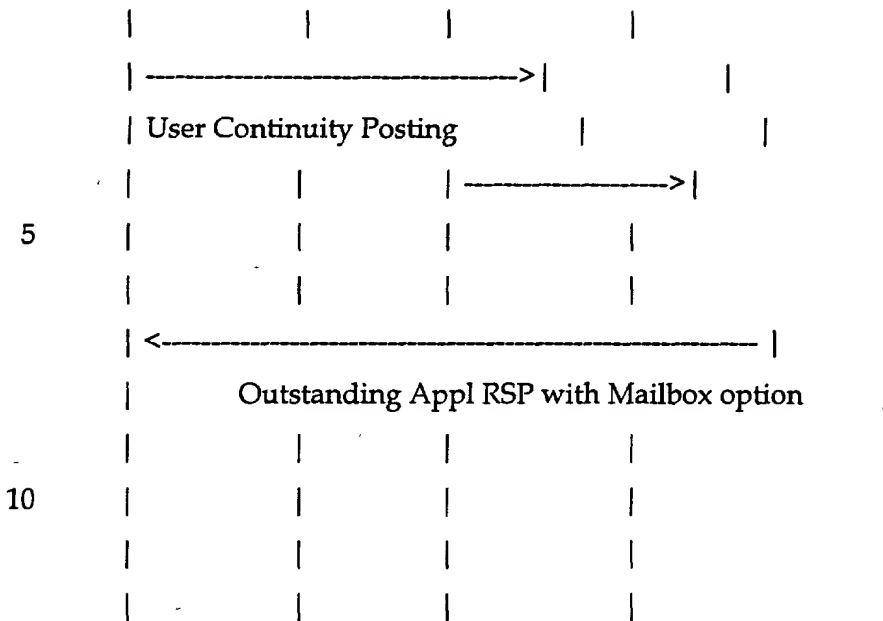 |  |  |  |
| ------------------------------------>|  |
| User Continuity Posting  |  |
|  |  | -------------------->|
5  |  |  |  |
|  |  |  |
| <---------------------------------------------------------- |
|  Outstanding Appl RSP with Mailbox option
|  |  |  |
10  |  |  |  |
|  |  |  |
|  |  |  |